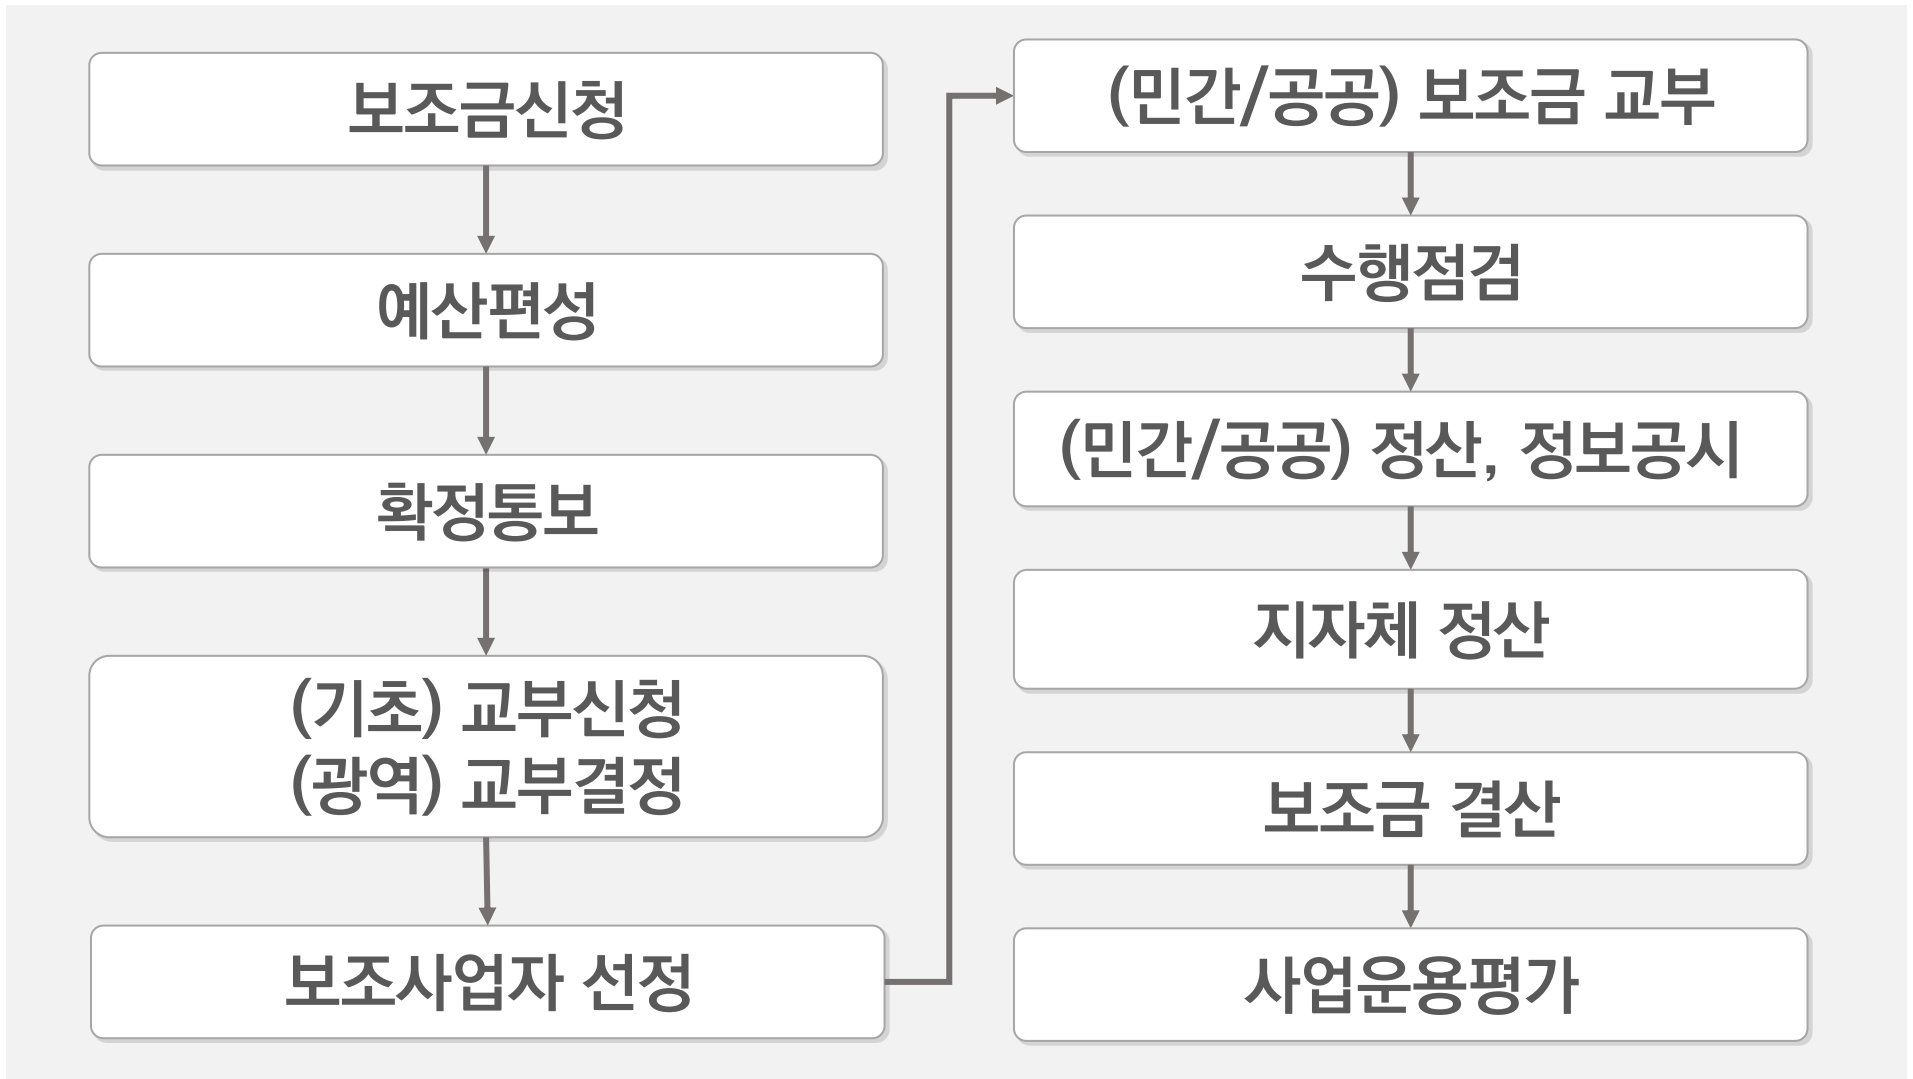 보조금신청
예산편성
확정통보
(기초) 교부신청
(광역) 교부결정
보조사업자 선정
(민간/공공) 보조금 교부
수행점검
(민간/공공) 정산, 정보공시
지자체 정산
보조금 결산
사업운용평가